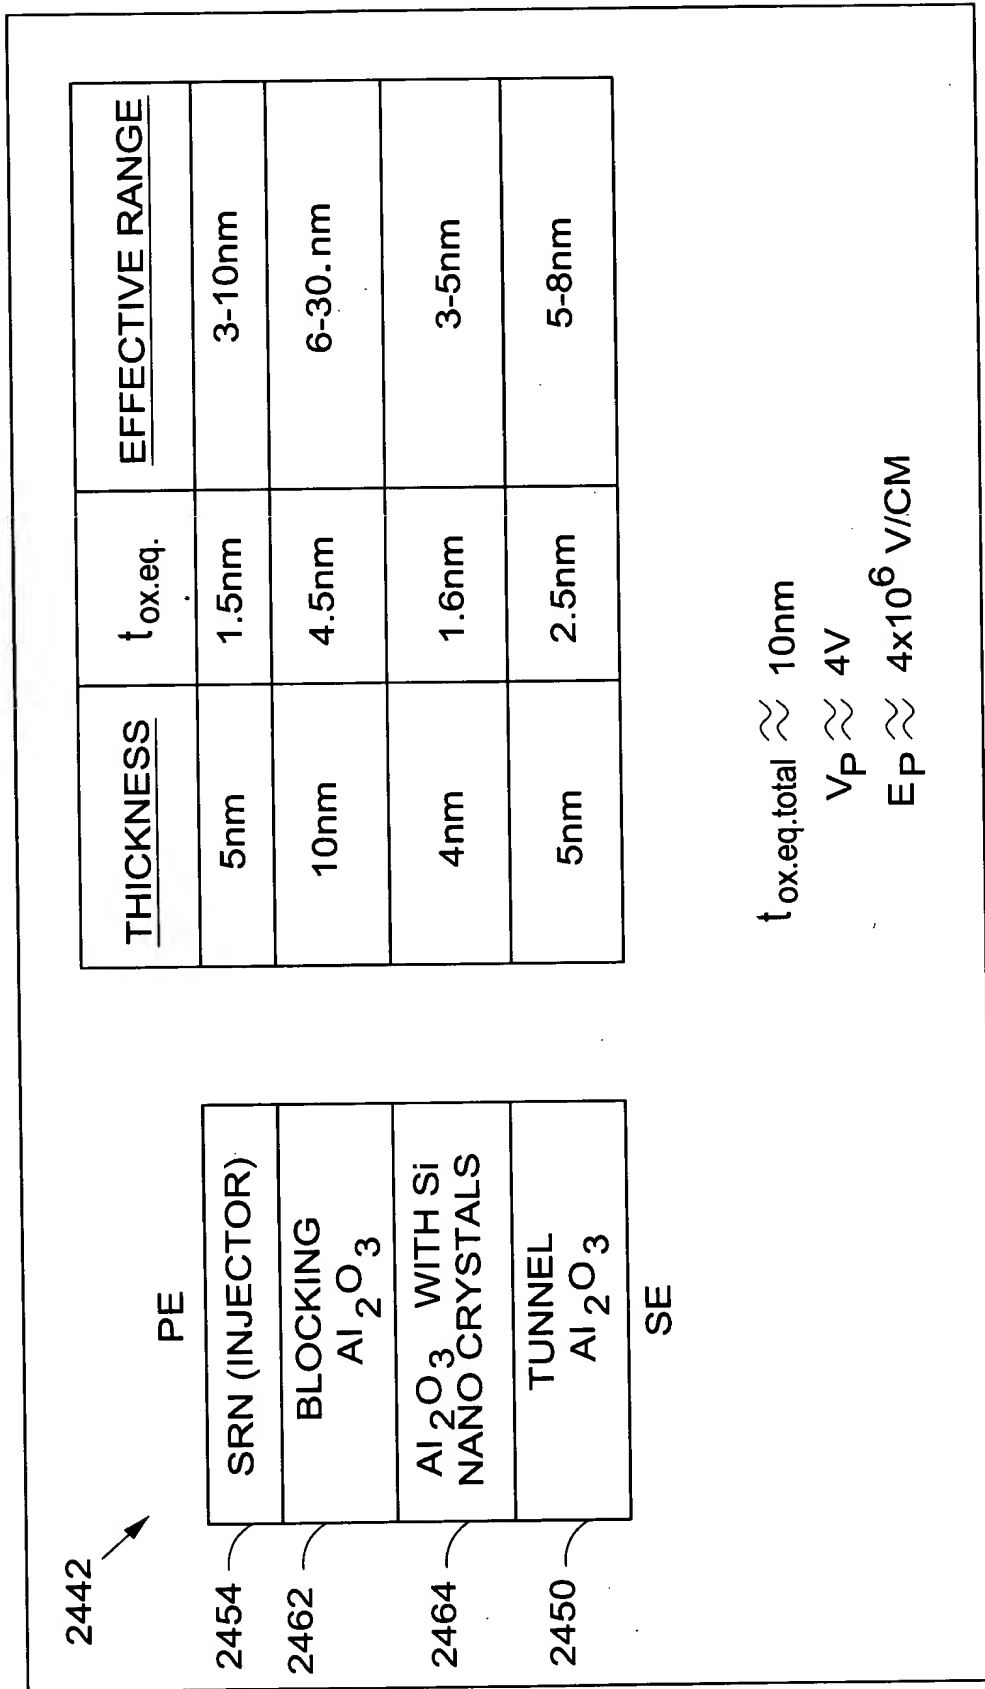 2442
PE
2454
SRN (INJECTOR)
2462
BLOCKING
Al2O3
2464
Al2O3 WITH Si
NANO CRYSTALS
2450
TUNNEL
Al2O3
SE
THICKNESS tox.eq. EFFECTIVE RANGE
5nm 1.5nm 3-10nm
10nm 4.5nm 6-30.nm
4nm 1.6nm 3-5nm
5nm 2.5nm 5-8nm
tox.eq.total ≈ 10nm
VP ≈ 4V
EP ≈ 4x10^6 V/CM